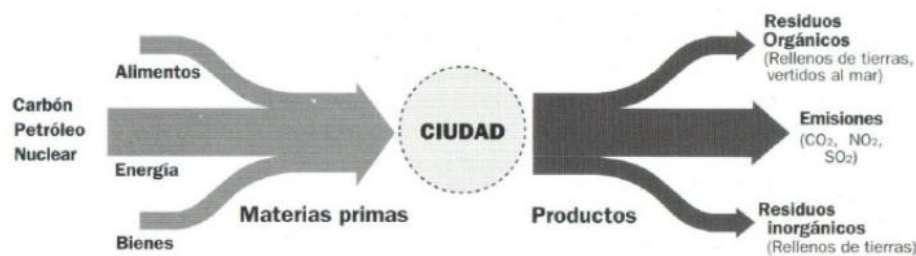 Alimentos
Carbón
Petróleo
Nuclear
Energía
Bienes
Materias primas
CIUDAD
Productos
Residuos
Orgánicos
(Rellenos de tierras,
vertidos al mar)
Emisiones
(CO₂, NO₂,
SO₂)
Residuos
inorgánicos
(Rellenos de tierras)